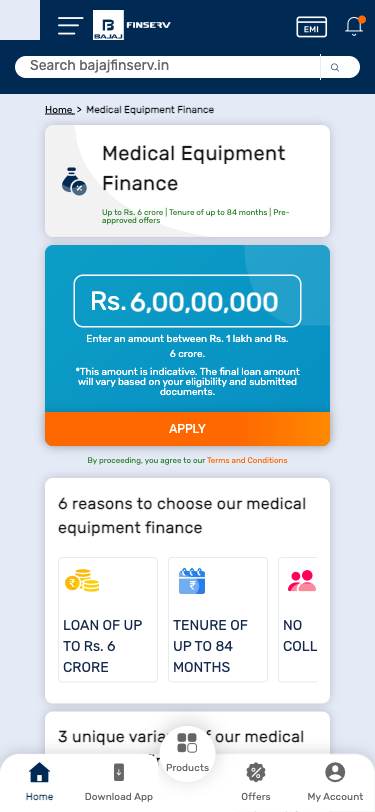 BAJAJ FINSERV
EMI
Search bajajfinserv.in
Home > Medical Equipment Finance
Medical Equipment
Finance
Up to Rs. 6 crore | Tenure of up to 84 months | Pre-
approved offers
Rs. 6,00,00,000
Enter an amount between Rs. 1 lakh and Rs.
6 crore.
*This amount is indicative. The final loan amount
will vary based on your eligibility and submitted
documents.
APPLY
By proceeding, you agree to our Terms and Conditions
6 reasons to choose our medical
equipment finance
LOAN OF UP
TO Rs. 6
CRORE
TENURE OF
UP TO 84
MONTHS
NO
COLL
3 unique varia f our medical
Products
Home
Download App
Offers
My Account